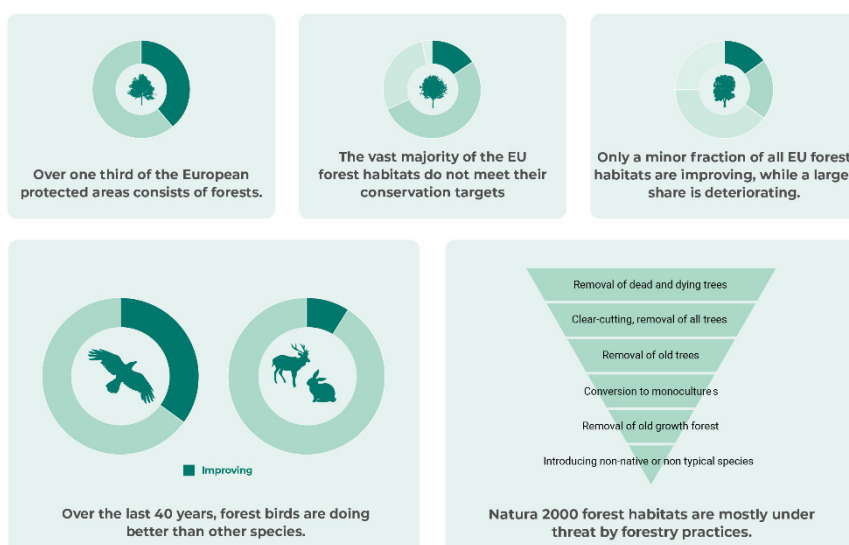 Over one third of the European
protected areas consists of forests.
The vast majority of the EU
forest habitats do not meet their
conservation targets
Only a minor fraction of all EU forest
habitats are improving, while a large
share is deteriorating.
Improving
Over the last 40 years, forest birds are doing
better than other species.
Removal of dead and dying trees
Clear-cutting, removal of all trees
Removal of old trees
Conversion to monocultures
Removal of old growth forest
Introducing non-native or non typical species
Natura 2000 forest habitats are mostly under
threat by forestry practices.